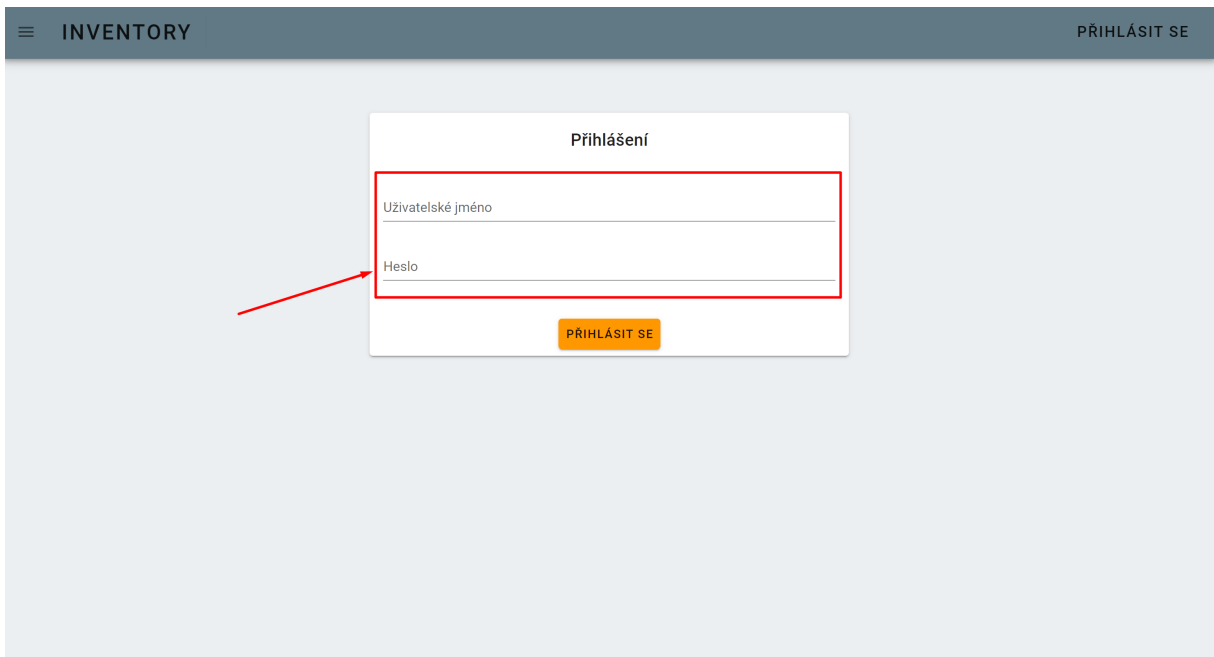 INVENTORY
PŘIHLÁSIT SE
Přihlášení
Uživatelské jméno
Heslo
PŘIHLÁSIT SE